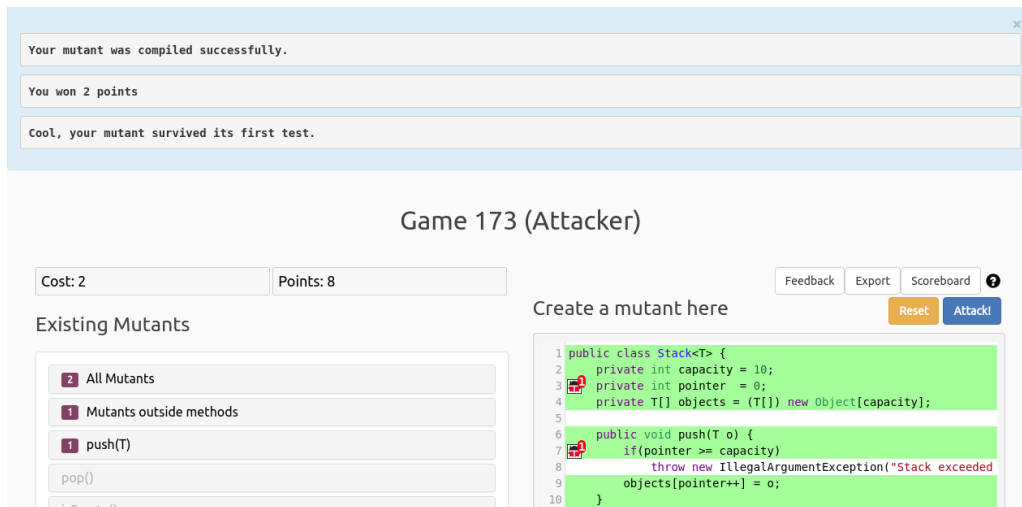 ×
Your mutant was compiled successfully.
You won 2 points
Cool, your mutant survived its first test.
Game 173 (Attacker)
Cost: 2
Points: 8
Feedback
Export
Scoreboard
?
Existing Mutants
Create a mutant here
Reset
Attack!
2 All Mutants
1 Mutants outside methods
1 push(T)
pop()
1 public class Stack<T> {
2 private int capacity = 10;
3 1 private int pointer  = 0;
4 private T[] objects = (T[]) new Object[capacity];
5
6 public void push(T o) {
7 1 if(pointer >= capacity)
8 throw new IllegalArgumentException("Stack exceeded
9 objects[pointer++] = o;
10 }